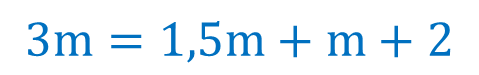 3m = 1,5m + m + 2